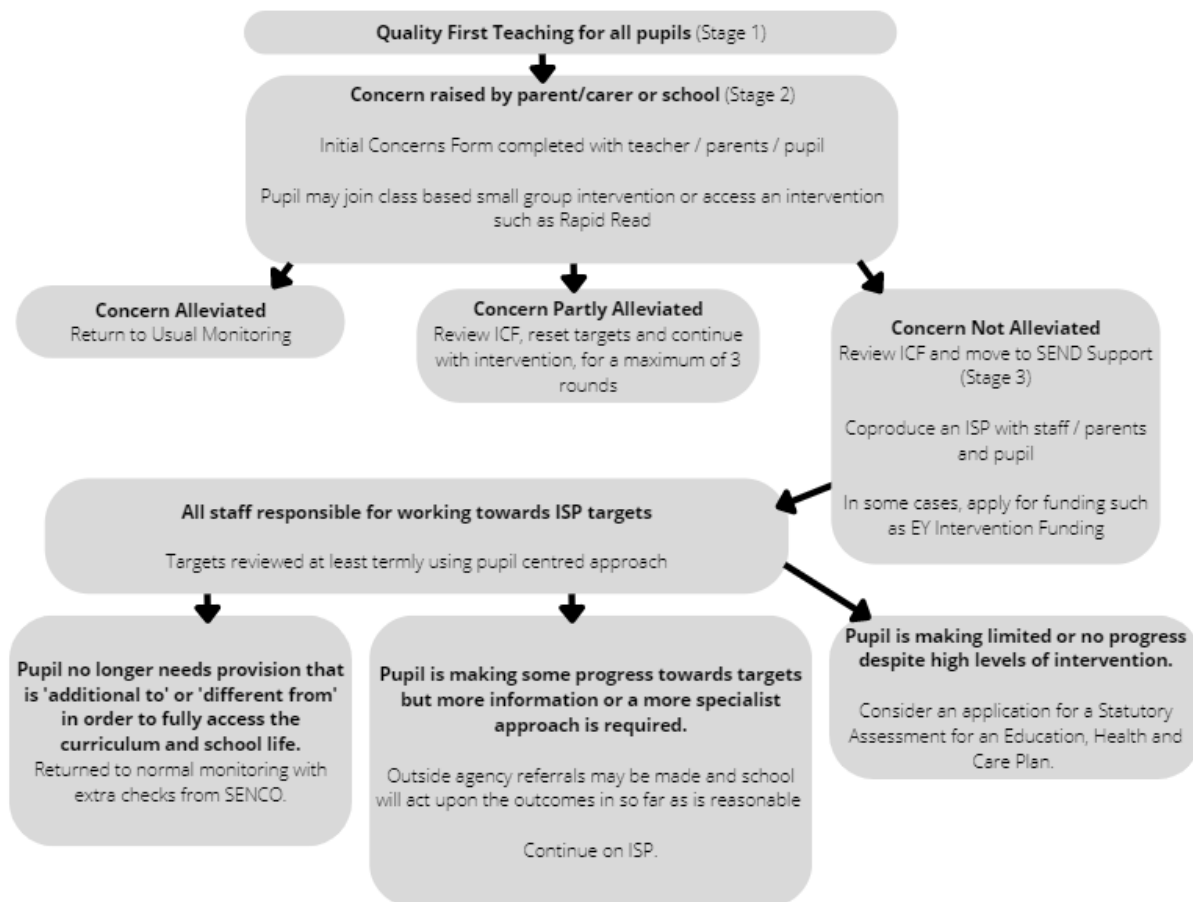 Quality First Teaching for all pupils (Stage 1)
Concern raised by parent/carer or school (Stage 2)
Initial Concerns Form completed with teacher / parents / pupil
Pupil may join class based small group intervention or access an intervention
such as Rapid Read
Concern Alleviated
Return to Usual Monitoring
Concern Partly Alleviated
Review ICF, reset targets and continue
with intervention, for a maximum of 3
rounds
Concern Not Alleviated
Review ICF and move to SEND Support
(Stage 3)
Coproduce an ISP with staff / parents
and pupil
In some cases, apply for funding such
as EY Intervention Funding
All staff responsible for working towards ISP targets
Targets reviewed at least termly using pupil centred approach
Pupil no longer needs provision that
is 'additional to' or 'different from'
in order to fully access the
curriculum and school life.
Returned to normal monitoring with
extra checks from SENCO.
Pupil is making some progress towards targets
but more information or a more specialist
approach is required.
Outside agency referrals may be made and school
will act upon the outcomes in so far as is reasonable
Continue on ISP.
Pupil is making limited or no progress
despite high levels of intervention.
Consider an application for a Statutory
Assessment for an Education, Health and
Care Plan.